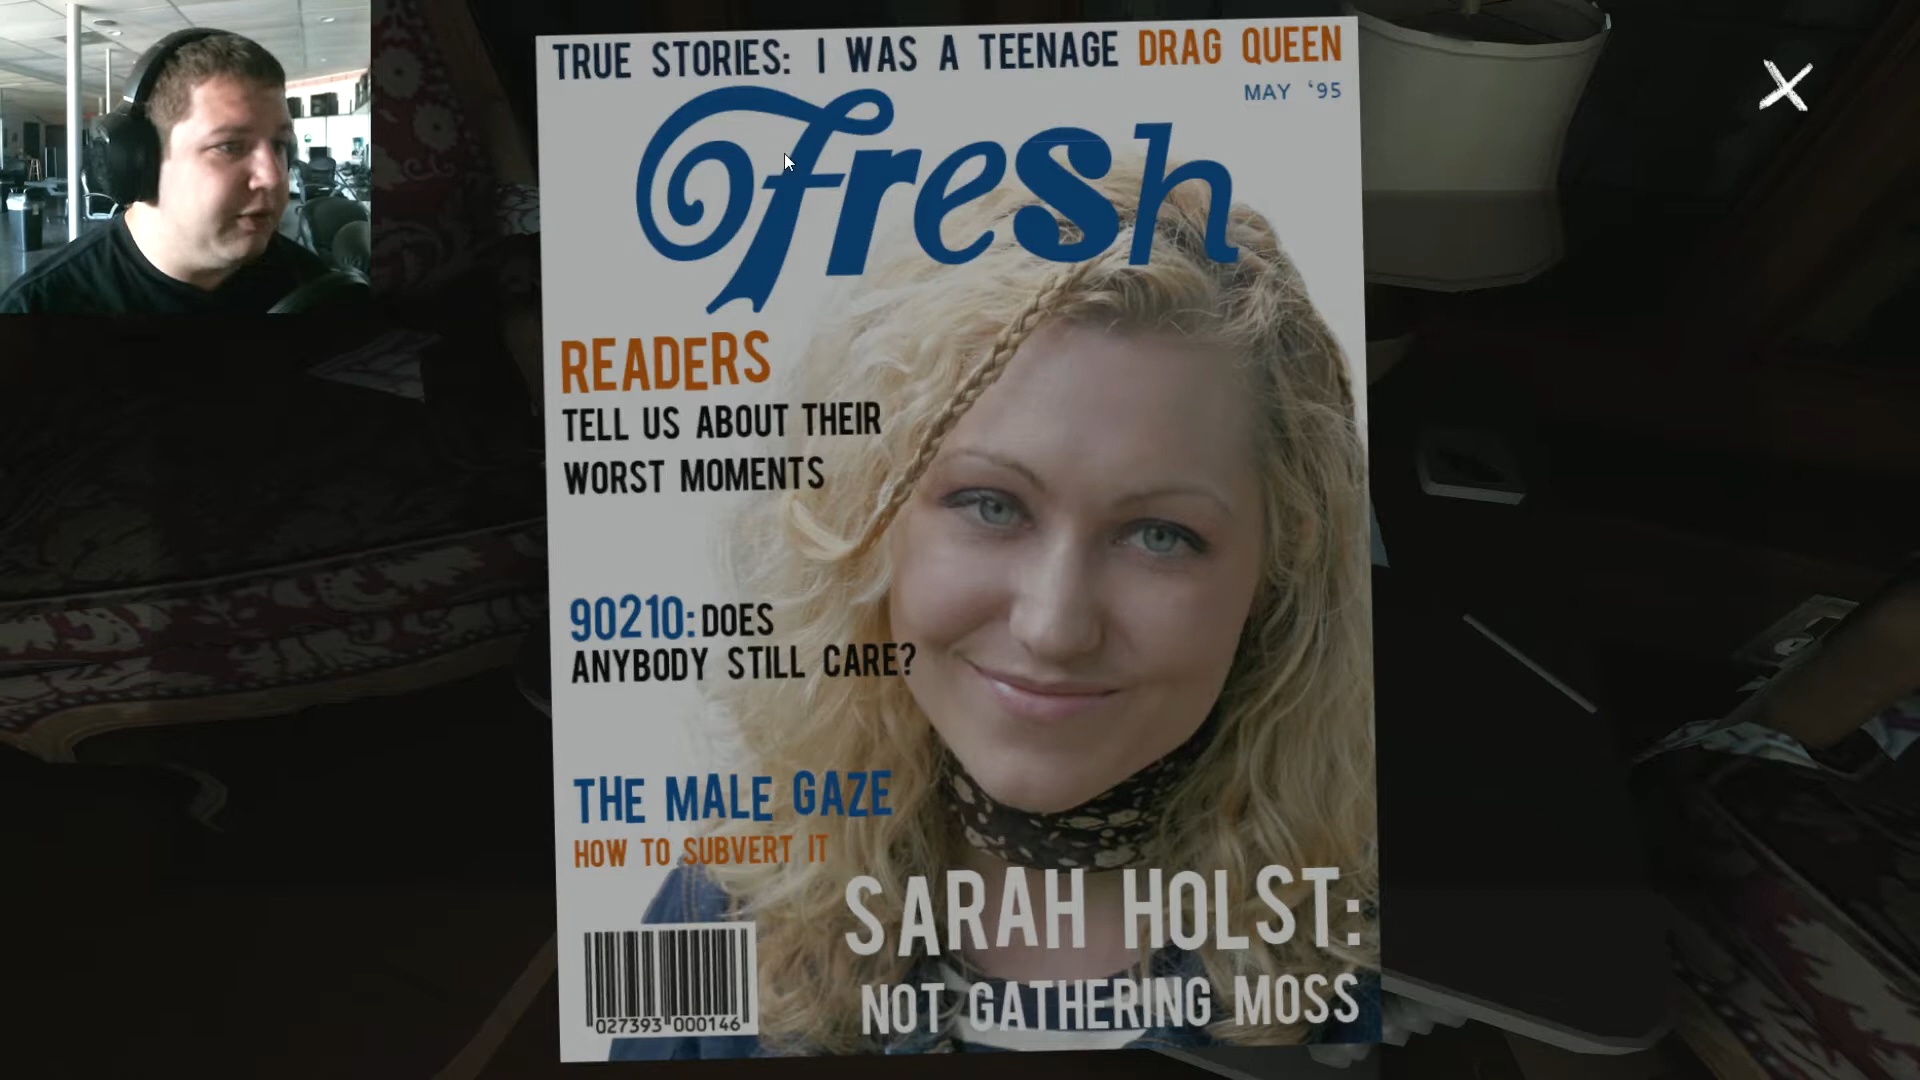 TRUE STORIES: I WAS A TEENAGE DRAG QUEEN
MAY ‘95
Fresh
READERS
TELL US ABOUT THEIR
WORST MOMENTS
90210: DOES
ANYBODY STILL CARE?
THE MALE GAZE
HOW TO SUBVERT IT
SARAH HOLST:
NOT GATHERING MOSS
027393 000146